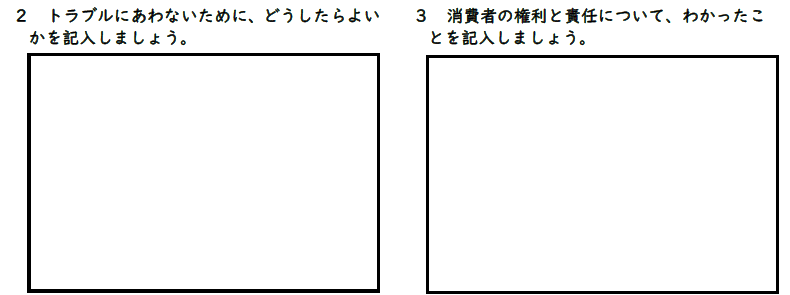 ２　トラブルにあわないために、どうしたらよい
かを記入しましょう。
３　消費者の権利と責任について、わかったこ
とを記入しましょう。